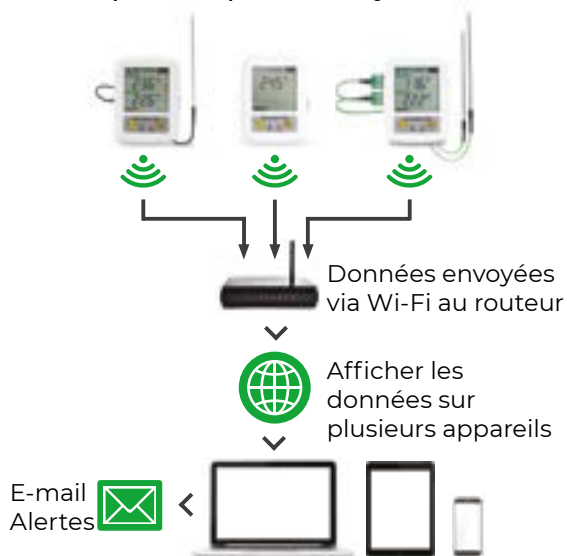 Données envoyées
via Wi-Fi au routeur
Afficher les
données sur
plusieurs appareils
E-mail
Alertes